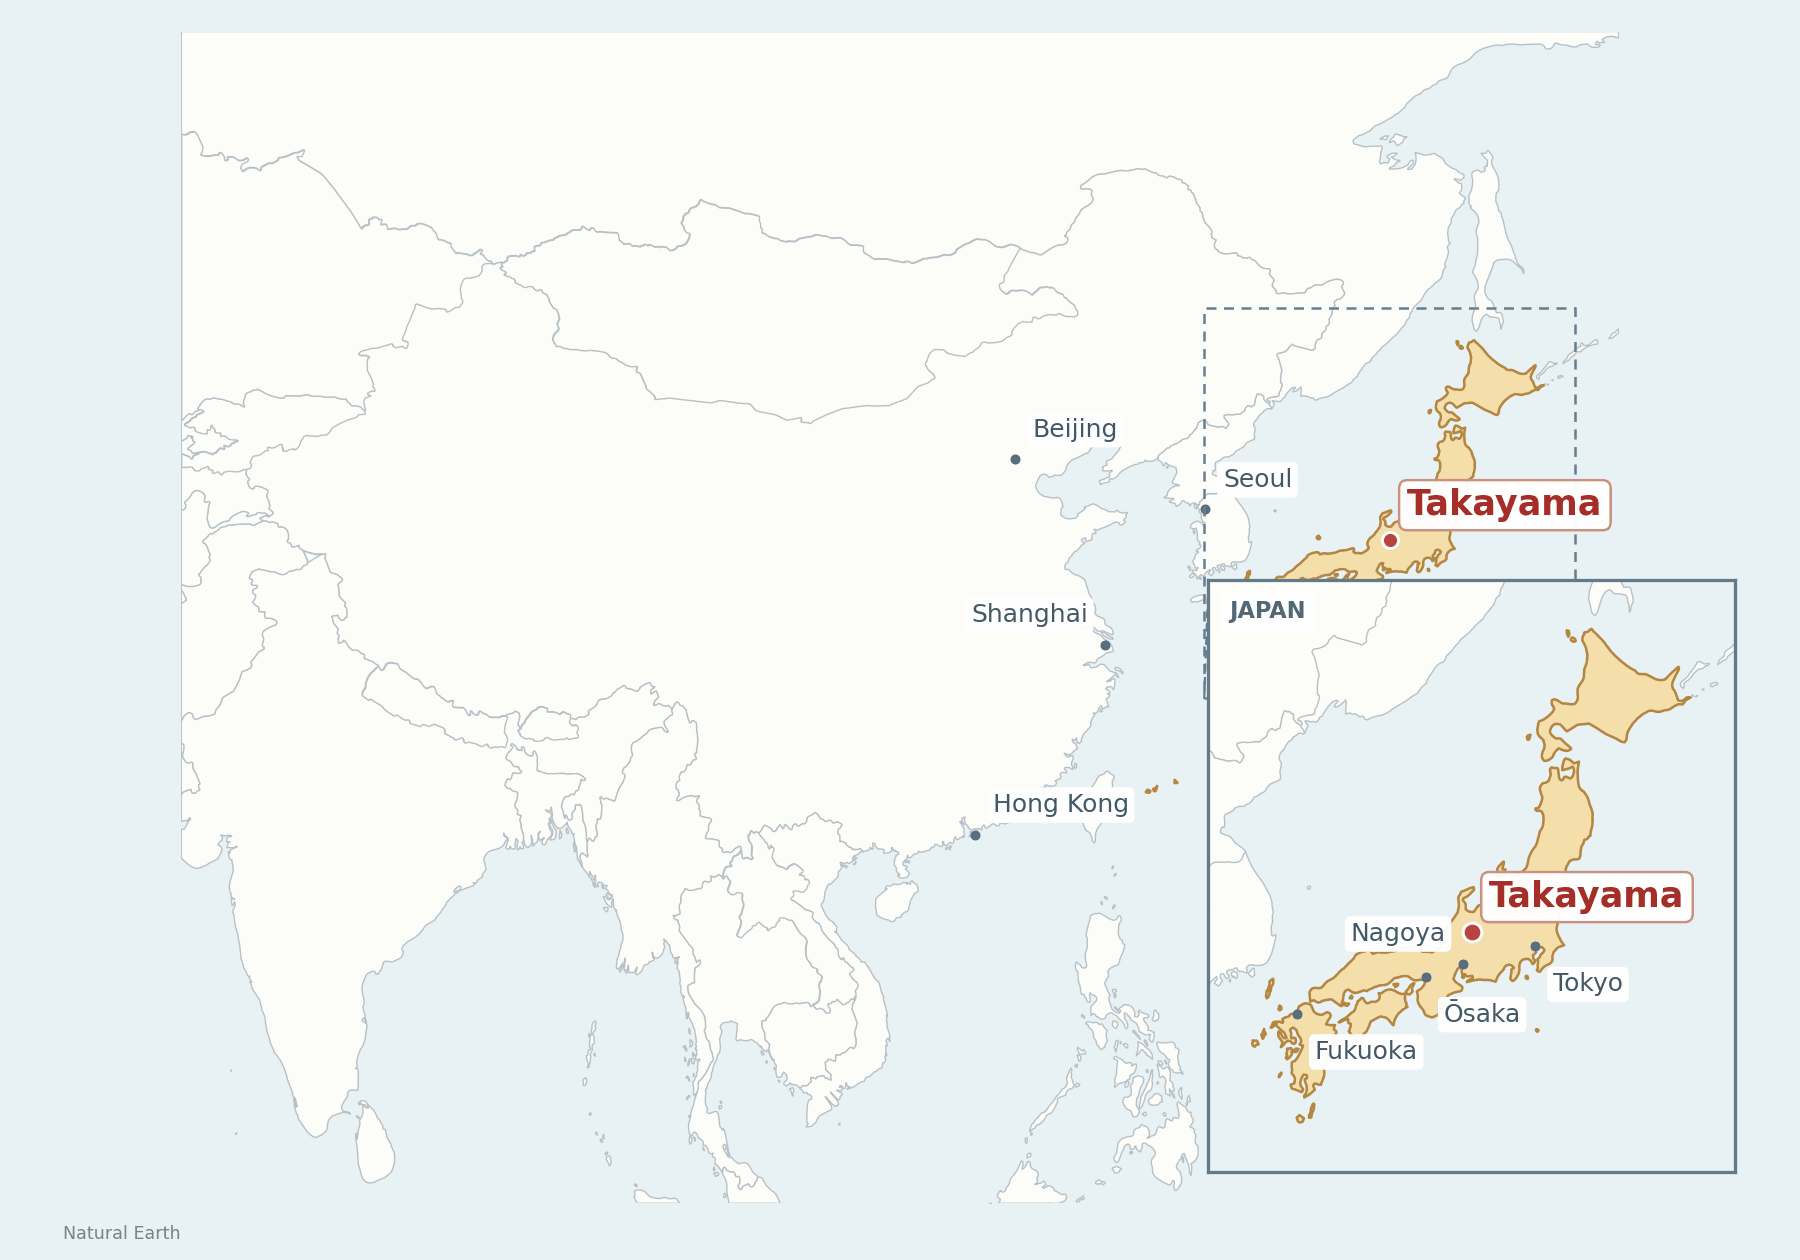 Beijing
Seoul
Takayama
Shanghai
JAPAN
Hong Kong
Takayama
Nagoya
Tokyo
Ōsaka
Fukuoka
Natural Earth